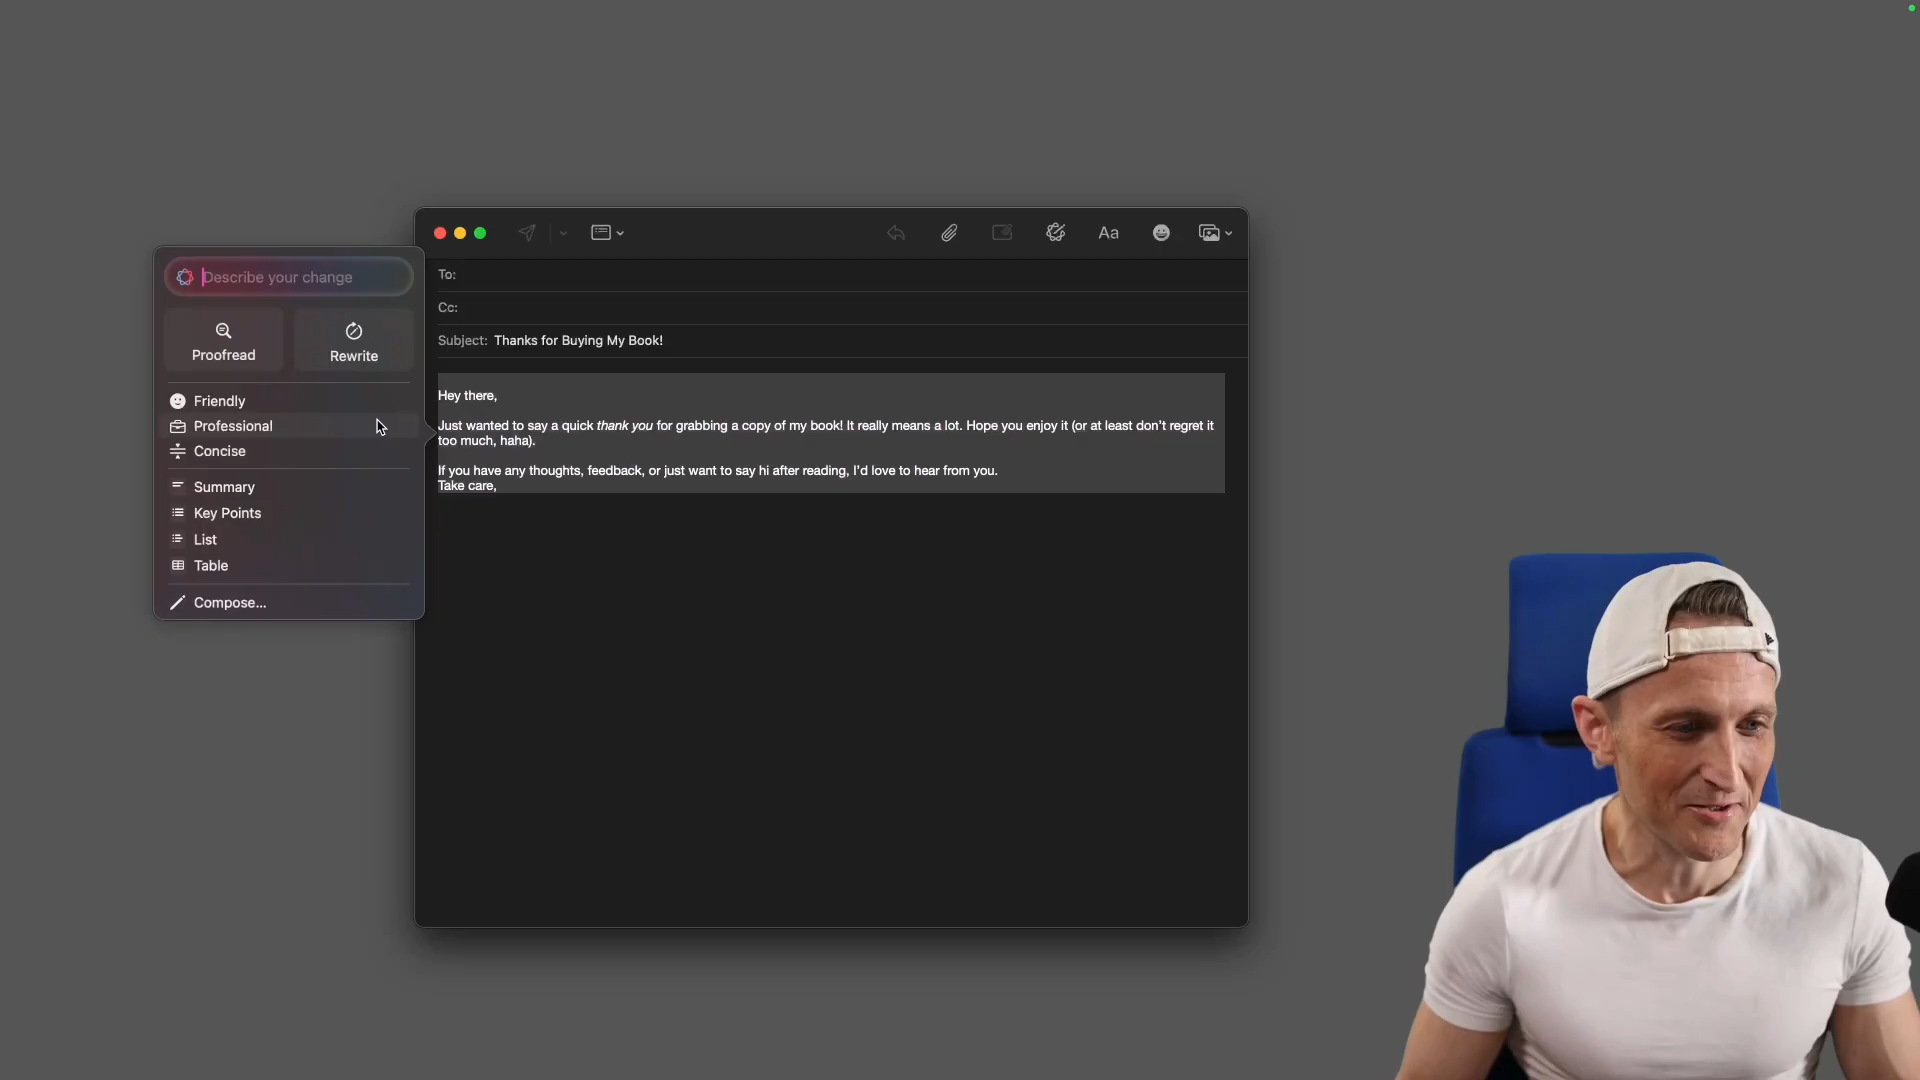 Describe your change
Proofread
Rewrite
Friendly
Professional
Concise
Summary
Key Points
List
Table
Compose...
Aa
To:
Cc:
Subject: Thanks for Buying My Book!
Hey there,
Just wanted to say a quick thank you for grabbing a copy of my book! It really means a lot. Hope you enjoy it (or at least don’t regret it
too much, haha).
If you have any thoughts, feedback, or just want to say hi after reading, I’d love to hear from you.
Take care,